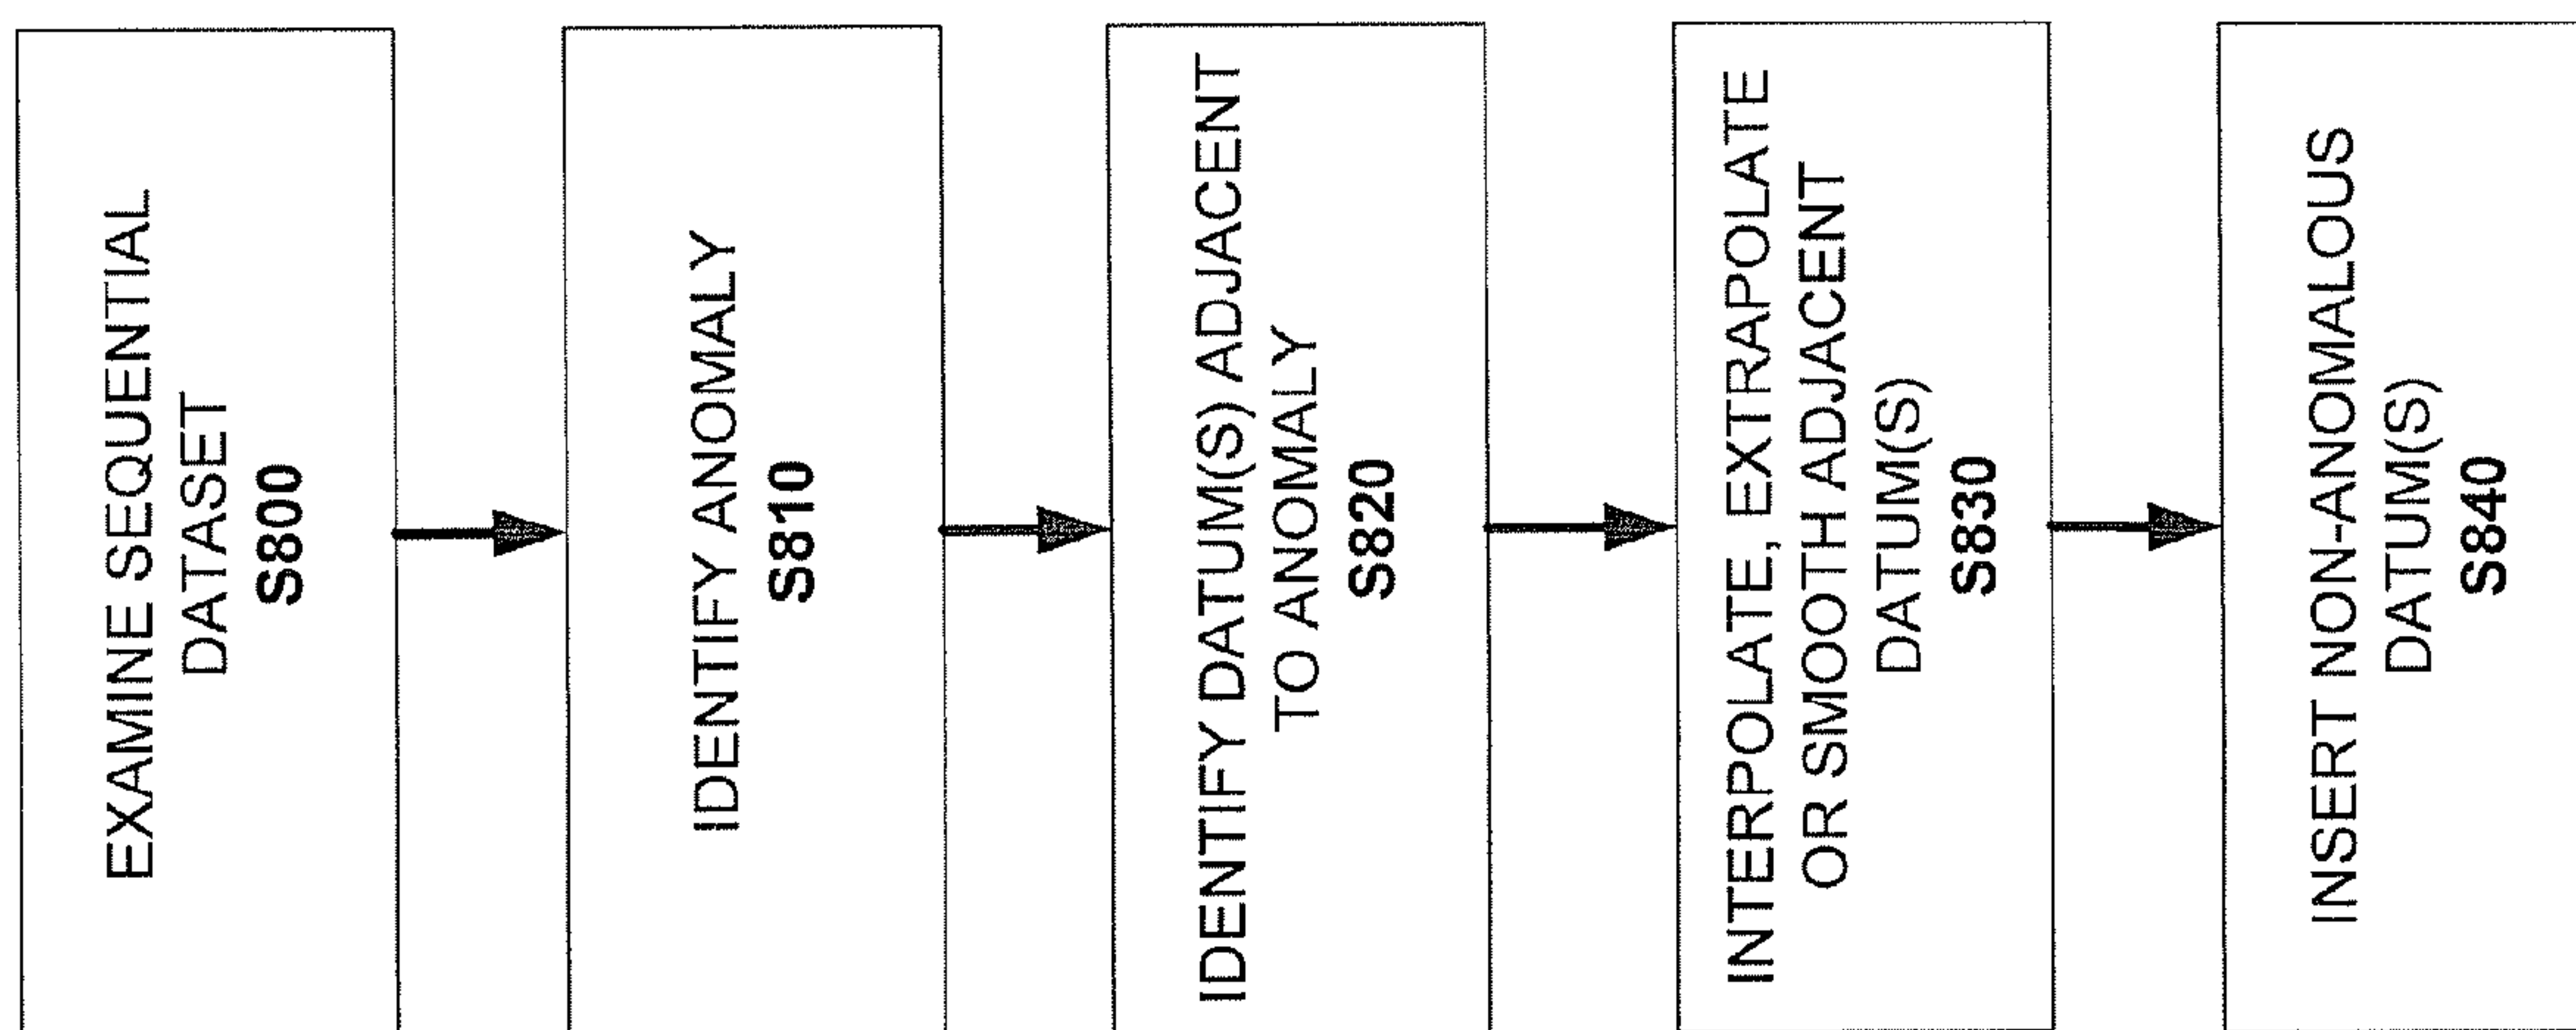 EXAMINE SEQUENTIAL
DATASET
S800
IDENTIFY ANOMALY
S810
IDENTIFY DATUM(S) ADJACENT
TO ANOMALY
S820
INTERPOLATE, EXTRAPOLATE
OR SMOOTH ADJACENT
DATUM(S)
S830
INSERT NON-ANOMALOUS
DATUM(S)
S840